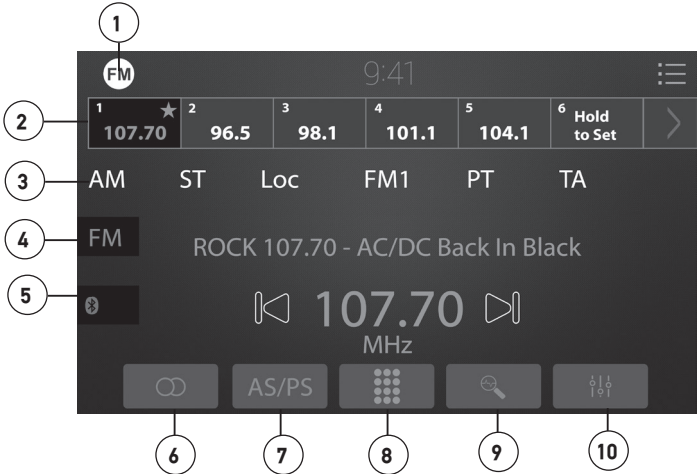 1
FM 9:41
2
1 107.70 2 96.5 3 98.1 4 101.1 5 104.1 6 Hold to Set
3
AM ST Loc FM1 PT TA
4
FM
ROCK 107.70 - AC/DC Back In Black
5
107.70
MHz
AS/PS
6 7 8 9 10